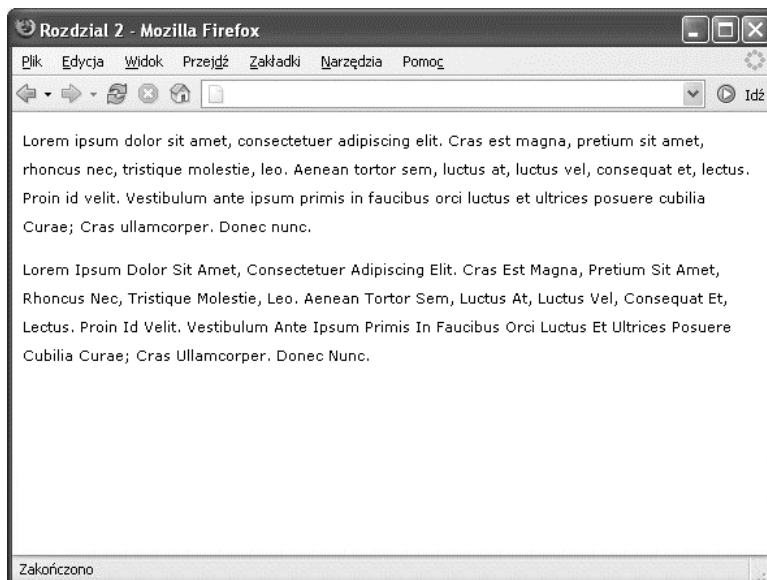 Rozdzial 2 - Mozilla Firefox
Plik Edycja Widok Przejdź Zakładki Narzędzia Pomoc
Idź
Lorem ipsum dolor sit amet, consectetuer adipiscing elit. Cras est magna, pretium sit amet,
rhoncus nec, tristique molestie, leo. Aenean tortor sem, luctus at, luctus vel, consequat et, lectus.
Proin id velit. Vestibulum ante ipsum primis in faucibus orci luctus et ultrices posuere cubilia
Curae; Cras ullamcorper. Donec nunc.
Lorem Ipsum Dolor Sit Amet, Consectetuer Adipiscing Elit. Cras Est Magna, Pretium Sit Amet,
Rhoncus Nec, Tristique Molestie, Leo. Aenean Tortor Sem, Luctus At, Luctus Vel, Consequat Et,
Lectus. Proin Id Velit. Vestibulum Ante Ipsum Primis In Faucibus Orci Luctus Et Ultrices Posuere
Cubilia Curae; Cras Ullamcorper. Donec Nunc.
Zakończono